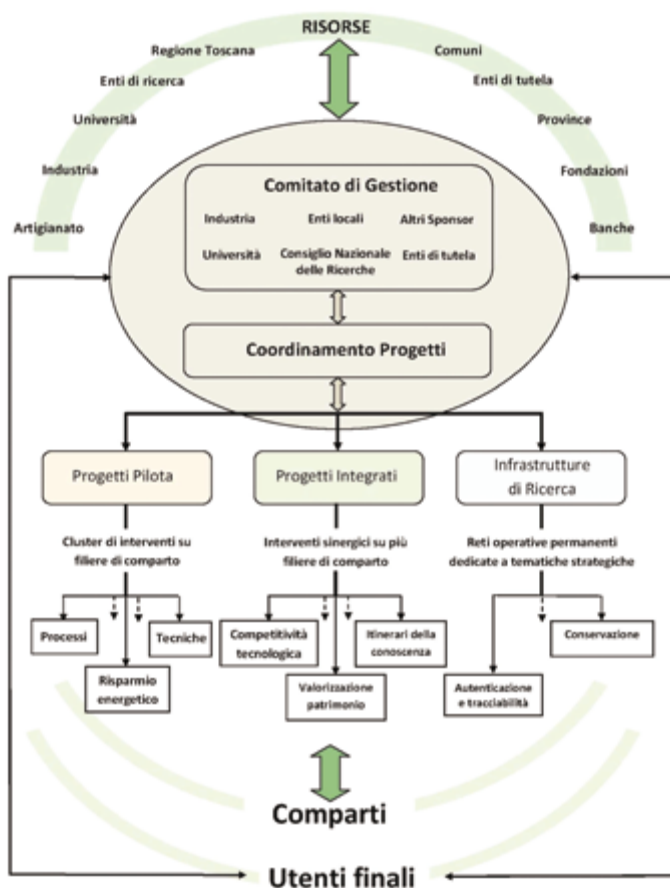 RISORSE
Regione Toscana
Comuni
Enti di ricerca
Enti di tutela
Università
Province
Industria
Fondazioni
Artigianato
Banche
Comitato di Gestione
Industria
Enti locali
Altri Sponsor
Università
Consiglio Nazionale
delle Ricerche
Enti di tutela
Coordinamento Progetti
Progetti Pilota
Progetti Integrati
Infrastrutture
di Ricerca
Cluster di interventi su
filiere di comparto
Interventi sinergici su più
filiere di comparto
Reti operative permanenti
dedicate a tematiche strategiche
Processi
Tecniche
Risparmio
energetico
Competitività
tecnologica
Itinerari della
conoscenza
Valorizzazione
patrimonio
Conservazione
Autenticazione
e tracciabilità
Comparti
Utenti finali